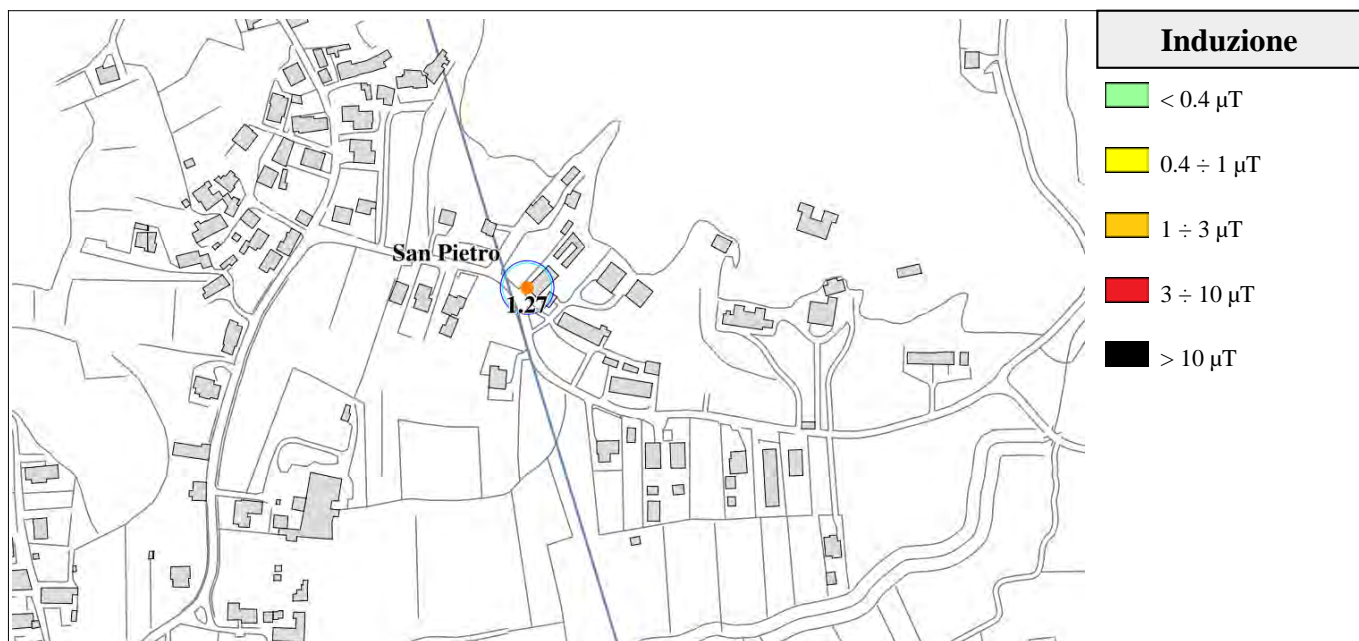 Induzione
< 0.4 µT
0.4 ÷ 1 µT
1 ÷ 3 µT
3 ÷ 10 µT
> 10 µT
San Pietro
1.27